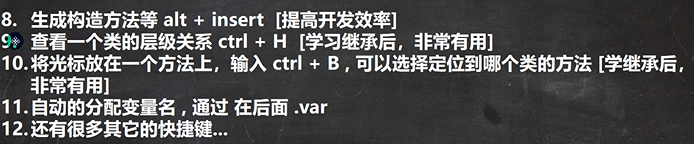 8. 生成构造方法等 alt + insert [提高开发效率]
9. 查看一个类的层级关系 ctrl + H [学习继承后，非常有用]
10. 将光标放在一个方法上，输入 ctrl + B , 可以选择定位到哪个类的方法 [学继承后，
非常有用]
11. 自动的分配变量名 , 通过 在后面 .var
12. 还有很多其它的快捷键...